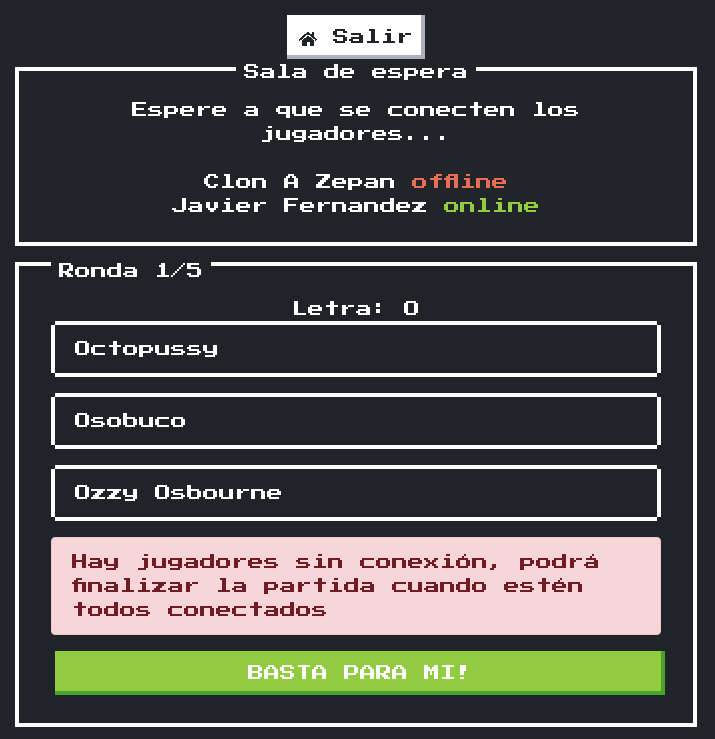 Salir
Sala de espera
Espere a que se conecten los
jugadores...
Clon A Zepan offline
Javier Fernandez online
Ronda 1/5
Letra: O
Octopussy
Osobuco
Ozzy Osbourne
Hay jugadores sin conexión, podrá
finalizar la partida cuando estén
todos conectados
BASTA PARA MI!